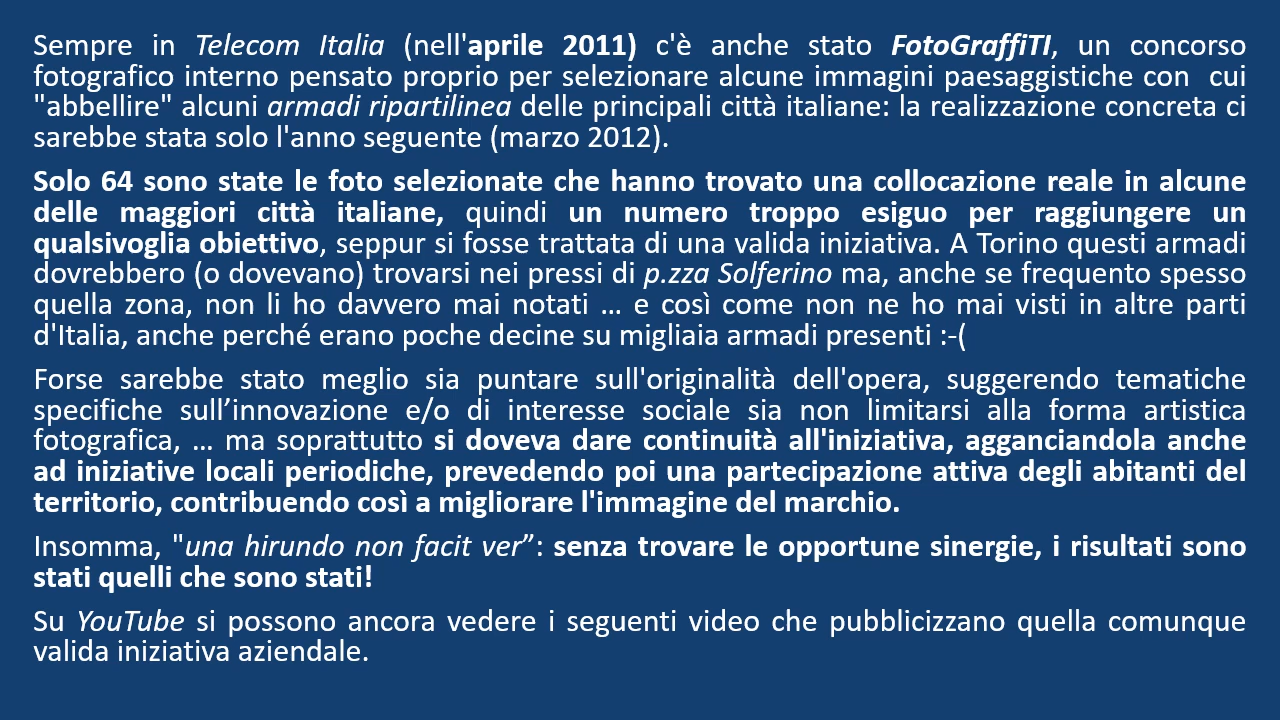 Sempre in Telecom Italia (nell'aprile 2011) c'è anche stato FotoGraffiTI, un concorso
fotografico interno pensato proprio per selezionare alcune immagini paesaggistiche con cui
"abbellire" alcuni armadi ripartilinea delle principali città italiane: la realizzazione concreta ci
sarebbe stata solo l'anno seguente (marzo 2012).
Solo 64 sono state le foto selezionate che hanno trovato una collocazione reale in alcune
delle maggiori città italiane, quindi un numero troppo esiguo per raggiungere un
qualsivoglia obiettivo, seppur si fosse trattata di una valida iniziativa. A Torino questi armadi
dovrebbero (o dovevano) trovarsi nei pressi di p.zza Solferino ma, anche se frequento spesso
quella zona, non li ho davvero mai notati … e così come non ne ho mai visti in altre parti
d'Italia, anche perché erano poche decine su migliaia armadi presenti :-(
Forse sarebbe stato meglio sia puntare sull'originalità dell'opera, suggerendo tematiche
specifiche sull’innovazione e/o di interesse sociale sia non limitarsi alla forma artistica
fotografica, … ma soprattutto si doveva dare continuità all'iniziativa, agganciandola anche
ad iniziative locali periodiche, prevedendo poi una partecipazione attiva degli abitanti del
territorio, contribuendo così a migliorare l'immagine del marchio.
Insomma, "una hirundo non facit ver”: senza trovare le opportune sinergie, i risultati sono
stati quelli che sono stati!
Su YouTube si possono ancora vedere i seguenti video che pubblicizzano quella comunque
valida iniziativa aziendale.